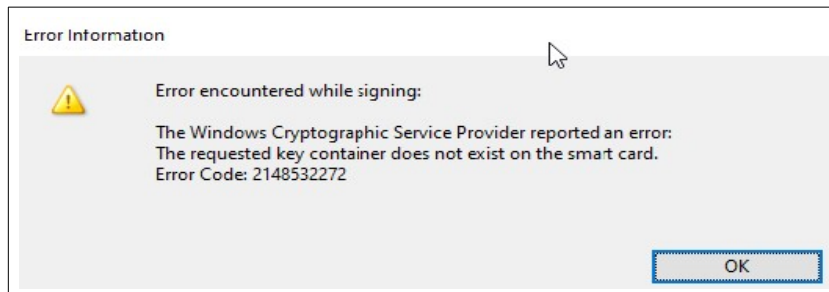 Error Information
Error encountered while signing:
The Windows Cryptographic Service Provider reported an error:
The requested key container does not exist on the smart card.
Error Code: 2148532272
OK